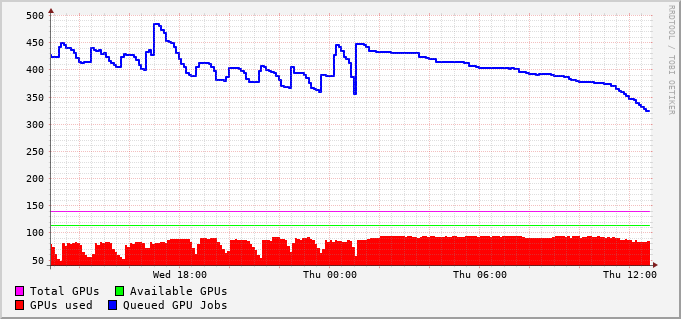 500
450
400
350
300
250
200
150
100
50
Wed 18:00 Thu 00:00 Thu 06:00 Thu 12:00
Total GPUs Available GPUs
GPUs used Queued GPU Jobs
RRDTOOL / TOBI OETIKER